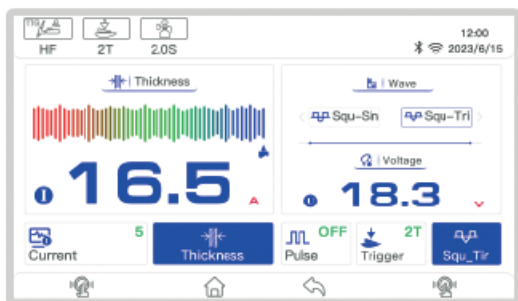 TIG
HF 2T 2.0S
12:00
2023/6/15
Thickness
Wave
Squ-Sin Squ-Tri
Voltage
16.5 A
18.3 V
5 OFF 2T
Current Thickness Pulse Trigger Squ_Tir